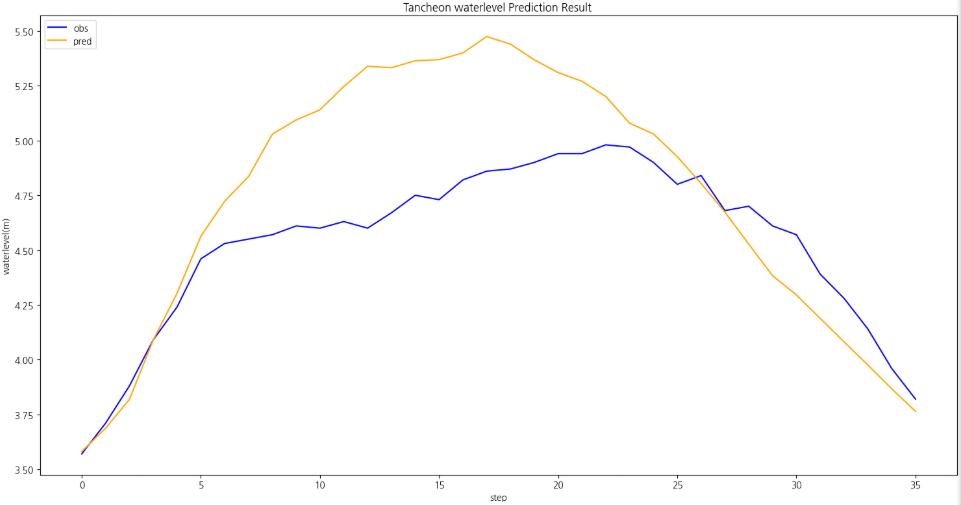 Tancheon waterlevel Prediction Result
obs
pred
5.50
5.25
5.00
4.75
4.50
4.25
4.00
3.75
3.50
waterlevel(m)
0 5 10 15 20 25 30 35
step